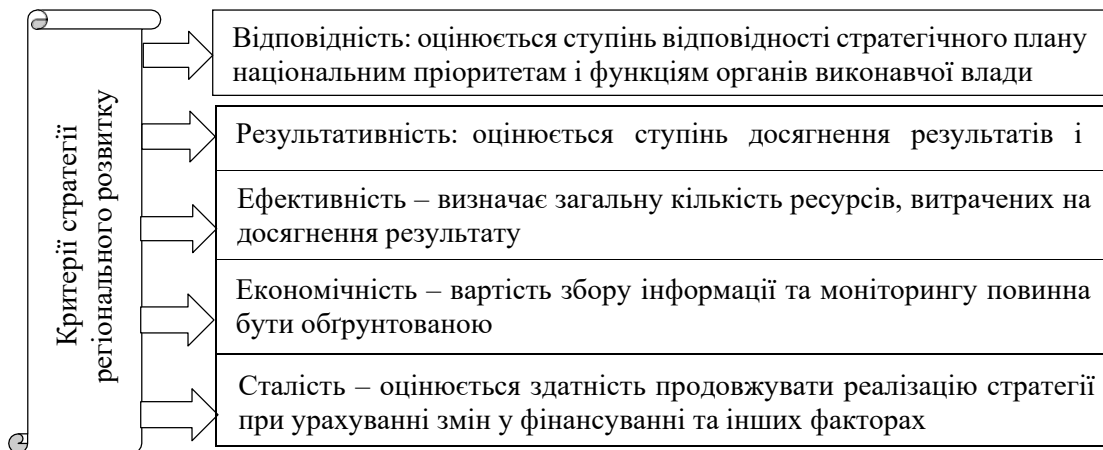 Критерії стратегії
регіонального розвитку
Відповідність: оцінюється ступінь відповідності стратегічного плану
національним пріоритетам і функціям органів виконавчої влади
Результативність: оцінюється ступінь досягнення результатів і
Ефективність – визначає загальну кількість ресурсів, витрачених на
досягнення результату
Економічність – вартість збору інформації та моніторингу повинна
бути обґрунтованою
Сталість – оцінюється здатність продовжувати реалізацію стратегії
при урахуванні змін у фінансуванні та інших факторах